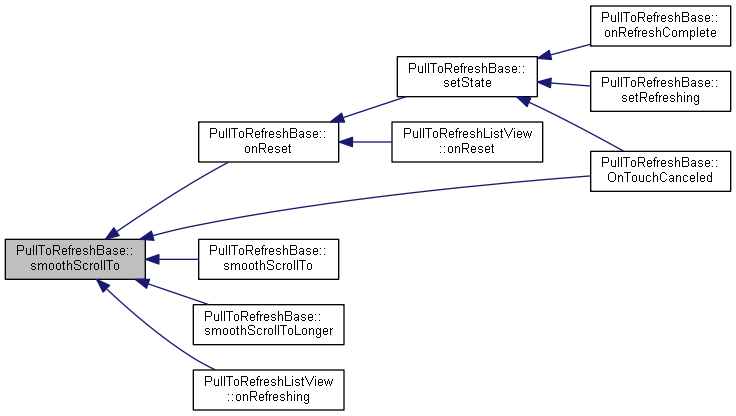 PullToRefreshBase::
onRefreshComplete
PullToRefreshBase::
setState
PullToRefreshBase::
setRefreshing
PullToRefreshBase::
onReset
PullToRefreshListView
::onReset
PullToRefreshBase::
OnTouchCanceled
PullToRefreshBase::
smoothScrollTo
PullToRefreshBase::
smoothScrollTo
PullToRefreshBase::
smoothScrollToLonger
PullToRefreshListView
::onRefreshing